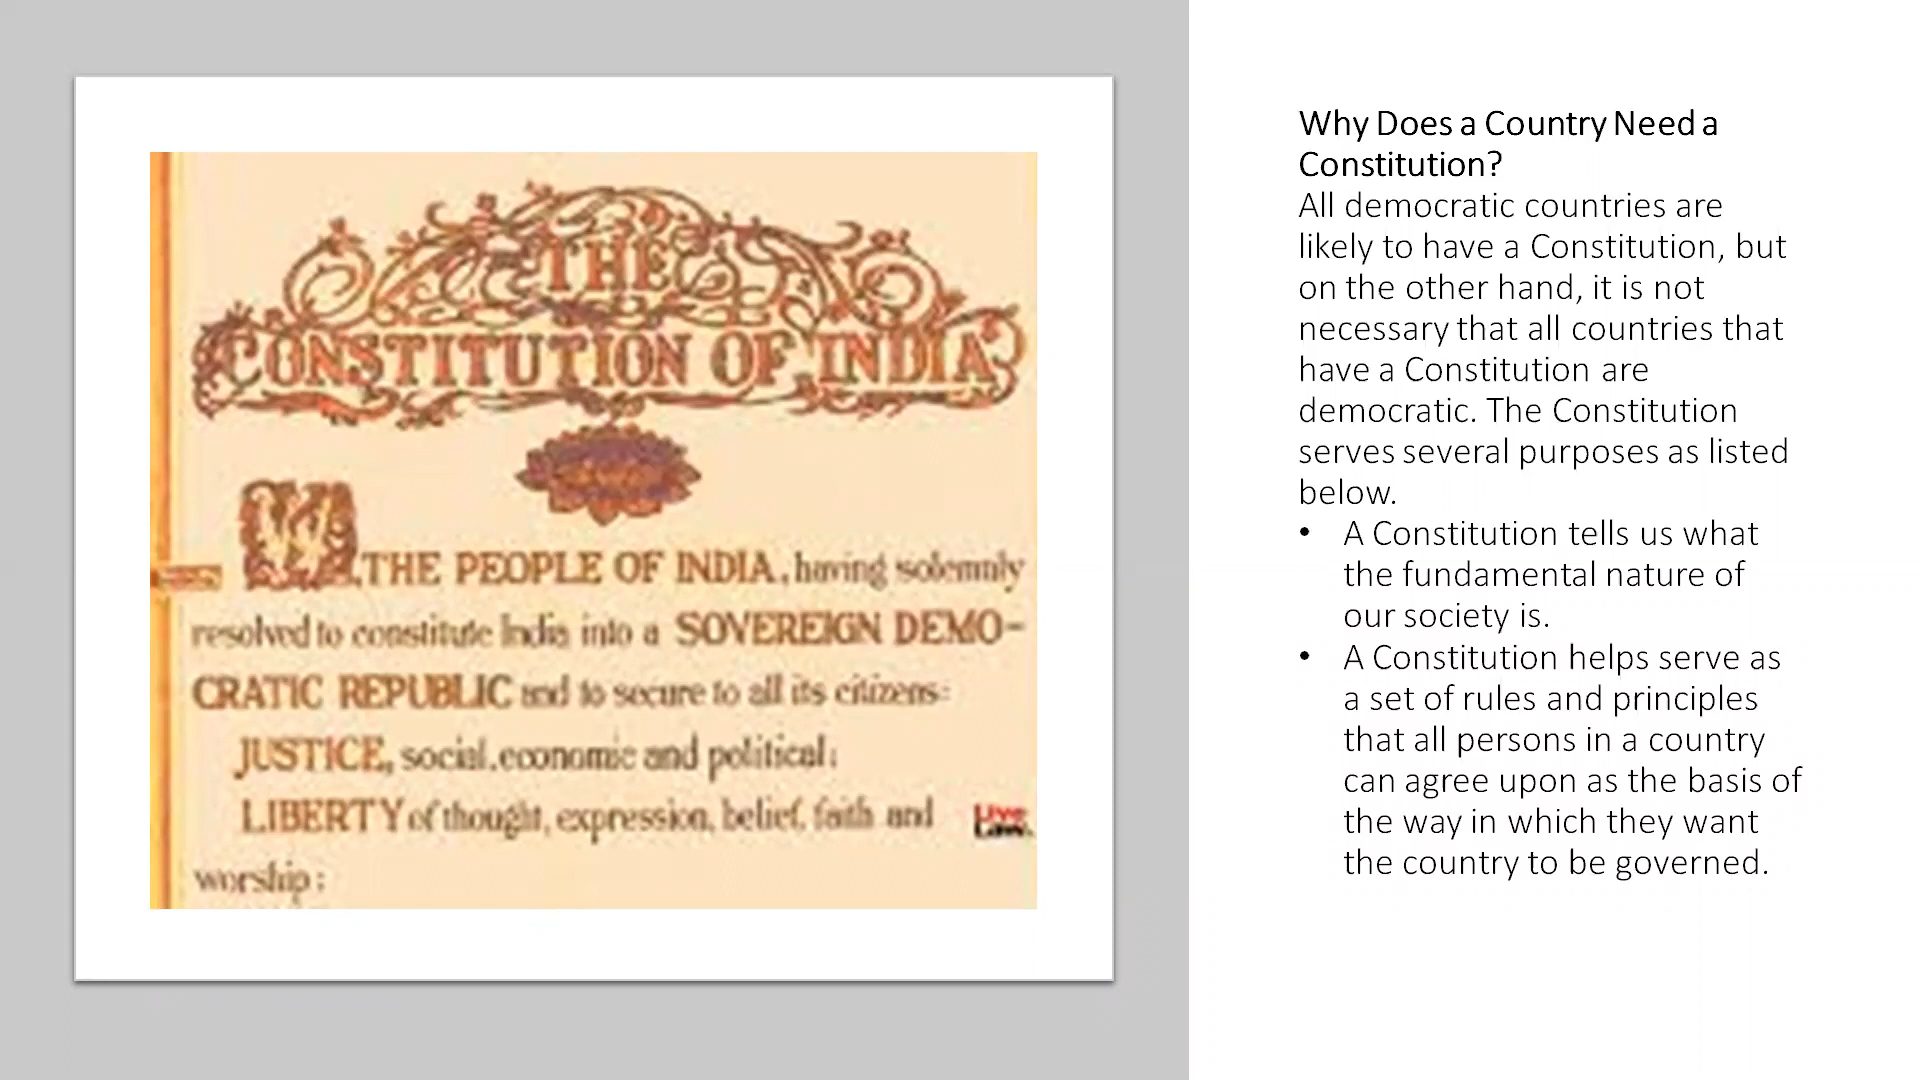 THE
CONSTITUTION OF INDIA
W, THE PEOPLE OF INDIA, having solemnly
resolved to constitute India into a SOVEREIGN DEMO-
CRATIC REPUBLIC and to secure to all its citizens:
JUSTICE, social, economic and political;
LIBERTY of thought, expression, belief, faith and
Live
Law.
worship;
Why Does a Country Need a
Constitution?
All democratic countries are
likely to have a Constitution, but
on the other hand, it is not
necessary that all countries that
have a Constitution are
democratic. The Constitution
serves several purposes as listed
below.
• A Constitution tells us what
the fundamental nature of
our society is.
• A Constitution helps serve as
a set of rules and principles
that all persons in a country
can agree upon as the basis of
the way in which they want
the country to be governed.